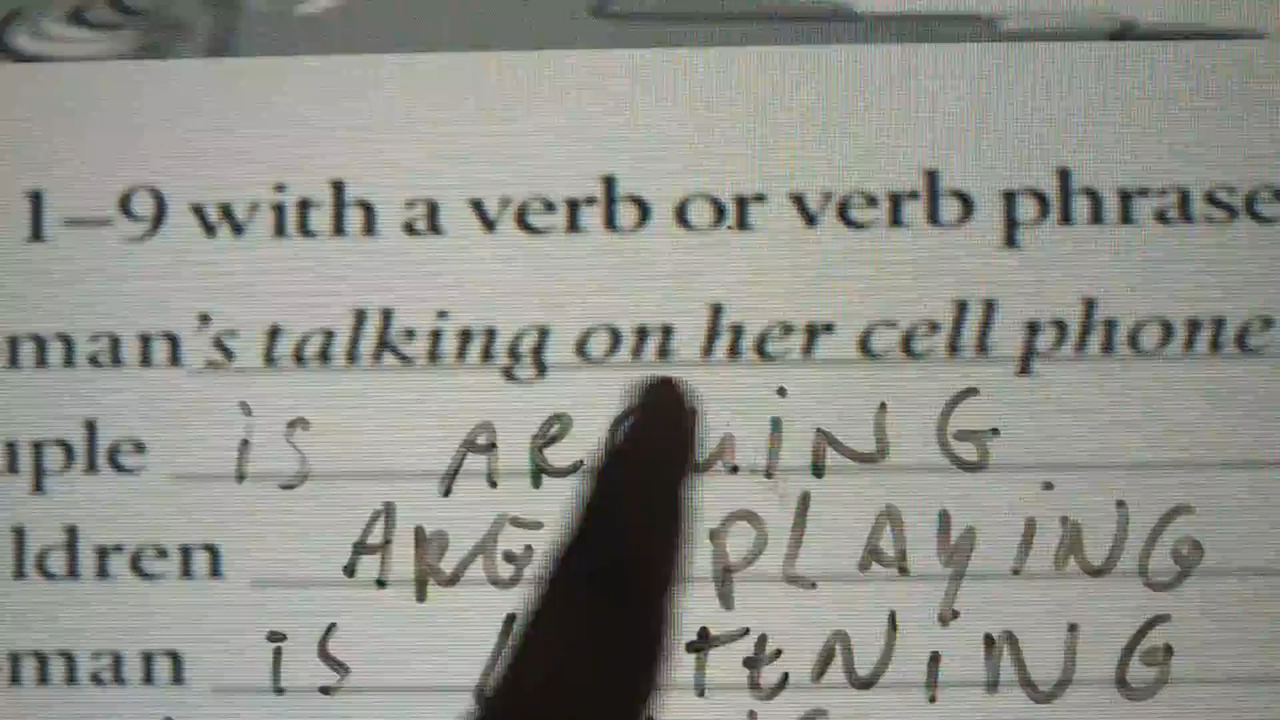 1–9 with a verb or verb phrase
man's talking on her cell phone
uple is
ldren ARE PLAYING
man is